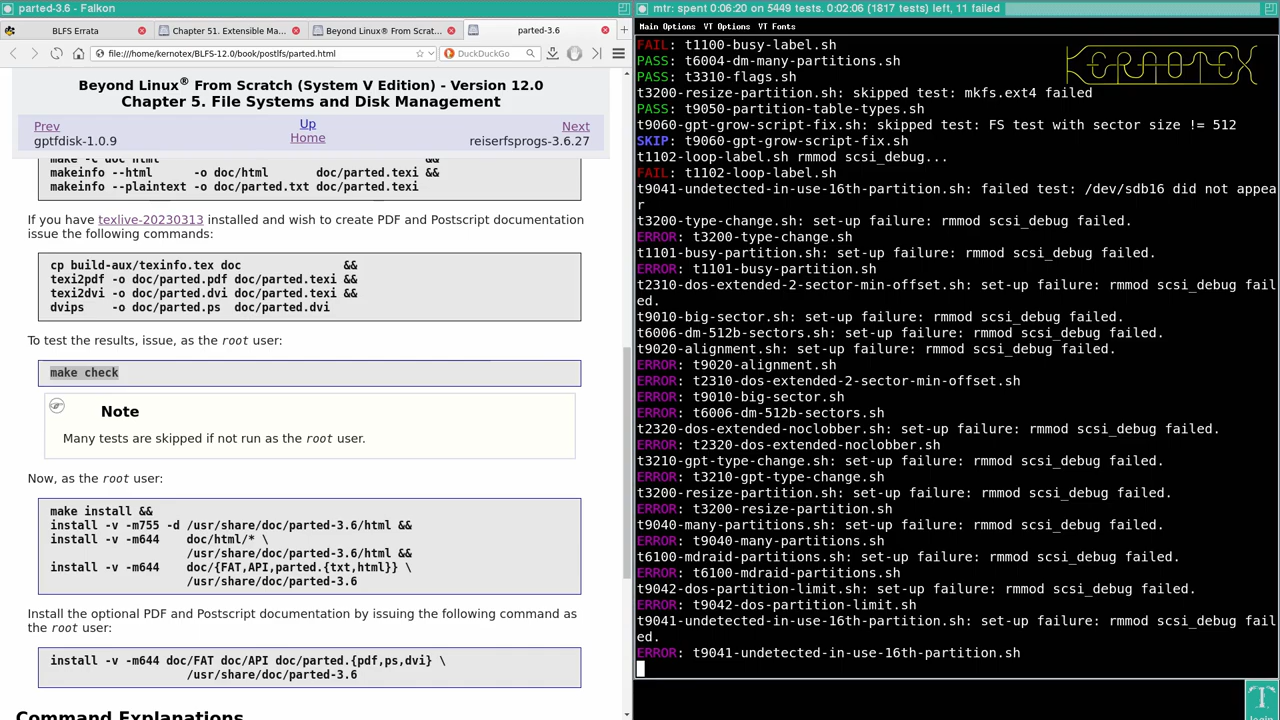 parted-3.6 - Falkon
BLFS Errata
Chapter 51. Extensible Ma...
Beyond Linux® From Scrat...
parted-3.6
file:///home/kernotex/BLFS-12.0/book/postlfs/parted.html
DuckDuckGo
Beyond Linux® From Scratch (System V Edition) - Version 12.0
Chapter 5. File Systems and Disk Management
Prev
Up
Next
gptfdisk-1.0.9
Home
reiserfsprogs-3.6.27
make -C doc html &&
makeinfo --html      -o doc/html       doc/parted.texi &&
makeinfo --plaintext -o doc/parted.txt doc/parted.texi
If you have texlive-20230313 installed and wish to create PDF and Postscript documentation
issue the following commands:
cp build-aux/texinfo.tex doc             &&
texi2pdf -o doc/parted.pdf doc/parted.texi &&
texi2dvi -o doc/parted.dvi doc/parted.texi &&
dvips    -o doc/parted.ps  doc/parted.dvi
To test the results, issue, as the root user:
make check
Note
Many tests are skipped if not run as the root user.
Now, as the root user:
make install &&
install -v -m755 -d /usr/share/doc/parted-3.6/html &&
install -v -m644    doc/html/* \
/usr/share/doc/parted-3.6/html &&
install -v -m644    doc/{FAT,API,parted.{txt,html}} \
/usr/share/doc/parted-3.6
Install the optional PDF and Postscript documentation by issuing the following command as
the root user:
install -v -m644 doc/FAT doc/API doc/parted.{pdf,ps,dvi} \
/usr/share/doc/parted-3.6
Command Explanations
mtr: spent 0:06:20 on 5449 tests. 0:02:06 (1817 tests) left, 11 failed
Main Options  VT Options  VT Fonts
KERNOTEX
FAIL: t1100-busy-label.sh
PASS: t6004-dm-many-partitions.sh
PASS: t3310-flags.sh
t3200-resize-partition.sh: skipped test: mkfs.ext4 failed
PASS: t9050-partition-table-types.sh
t9060-gpt-grow-script-fix.sh: skipped test: FS test with sector size != 512
SKIP: t9060-gpt-grow-script-fix.sh
t1102-loop-label.sh rmmod scsi_debug...
FAIL: t1102-loop-label.sh
t9041-undetected-in-use-16th-partition.sh: failed test: /dev/sdb16 did not appea
r
t3200-type-change.sh: set-up failure: rmmod scsi_debug failed.
ERROR: t3200-type-change.sh
t1101-busy-partition.sh: set-up failure: rmmod scsi_debug failed.
ERROR: t1101-busy-partition.sh
t2310-dos-extended-2-sector-min-offset.sh: set-up failure: rmmod scsi_debug fail
ed.
t9010-big-sector.sh: set-up failure: rmmod scsi_debug failed.
t6006-dm-512b-sectors.sh: set-up failure: rmmod scsi_debug failed.
t9020-alignment.sh: set-up failure: rmmod scsi_debug failed.
ERROR: t9020-alignment.sh
ERROR: t2310-dos-extended-2-sector-min-offset.sh
ERROR: t9010-big-sector.sh
ERROR: t6006-dm-512b-sectors.sh
t2320-dos-extended-noclobber.sh: set-up failure: rmmod scsi_debug failed.
ERROR: t2320-dos-extended-noclobber.sh
t3210-gpt-type-change.sh: set-up failure: rmmod scsi_debug failed.
ERROR: t3210-gpt-type-change.sh
t3200-resize-partition.sh: set-up failure: rmmod scsi_debug failed.
ERROR: t3200-resize-partition.sh
t9040-many-partitions.sh: set-up failure: rmmod scsi_debug failed.
ERROR: t9040-many-partitions.sh
t6100-mdraid-partitions.sh: set-up failure: rmmod scsi_debug failed.
ERROR: t6100-mdraid-partitions.sh
t9042-dos-partition-limit.sh: set-up failure: rmmod scsi_debug failed.
ERROR: t9042-dos-partition-limit.sh
t9041-undetected-in-use-16th-partition.sh: set-up failure: rmmod scsi_debug fail
ed.
ERROR: t9041-undetected-in-use-16th-partition.sh
login